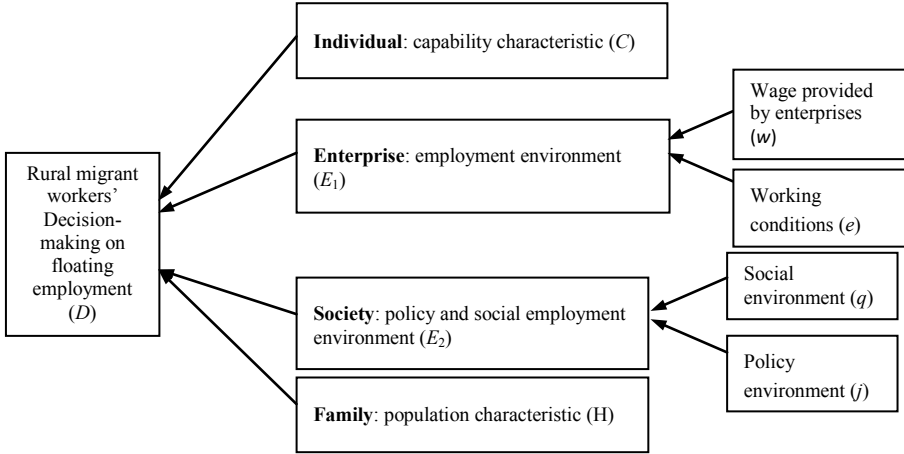 Individual: capability characteristic (C)
Wage provided
by enterprises
(w)
Enterprise: employment environment
(E1)
Rural migrant
workers’
Decision-
making on
floating
employment
(D)
Working
conditions (e)
Social
environment (q)
Society: policy and social employment
environment (E2)
Policy
environment (j)
Family: population characteristic (H)